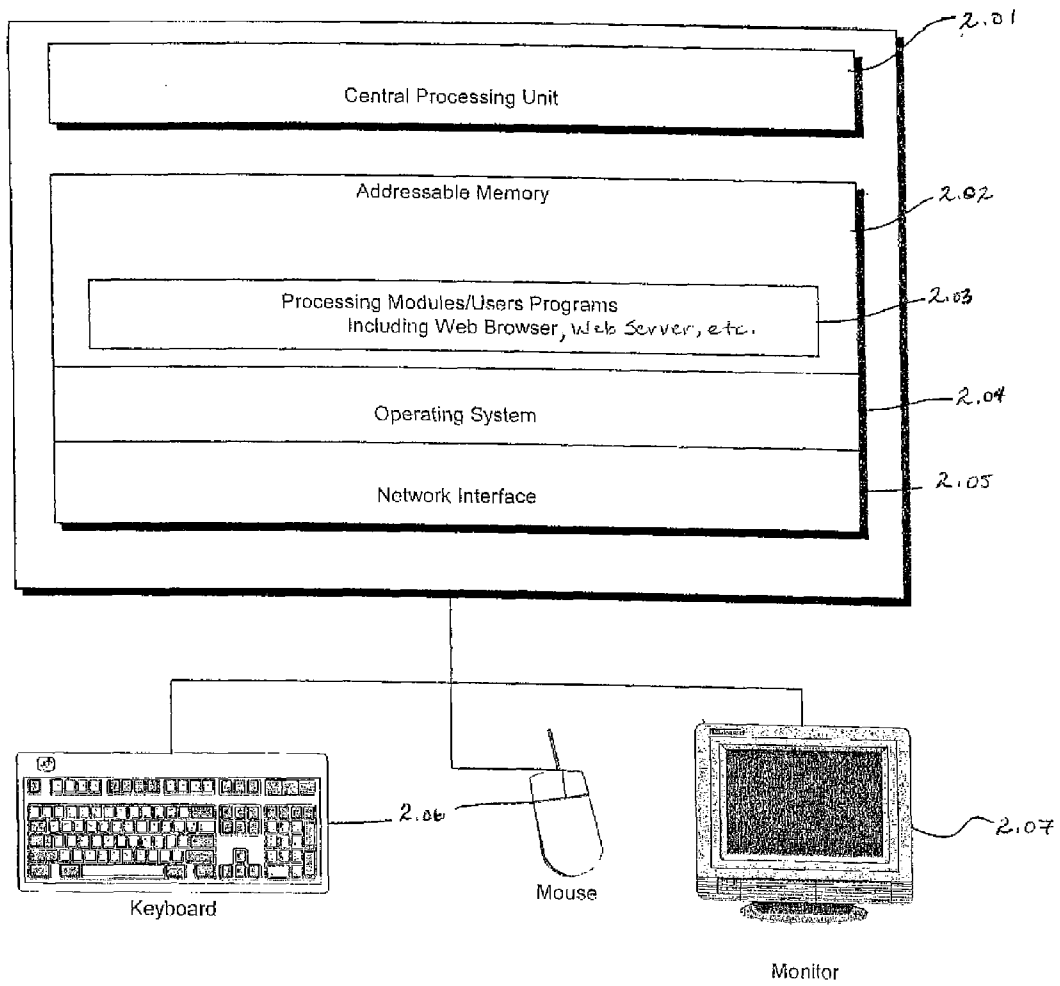 2.01
Central Processing Unit
Addressable Memory
2.02
Processing Modules/Users Programs
Including Web Browser, Web Server, etc.
2.03
Operating System
2.04
Network Interface
2.05
2.06
2.07
Keyboard
Mouse
Monitor